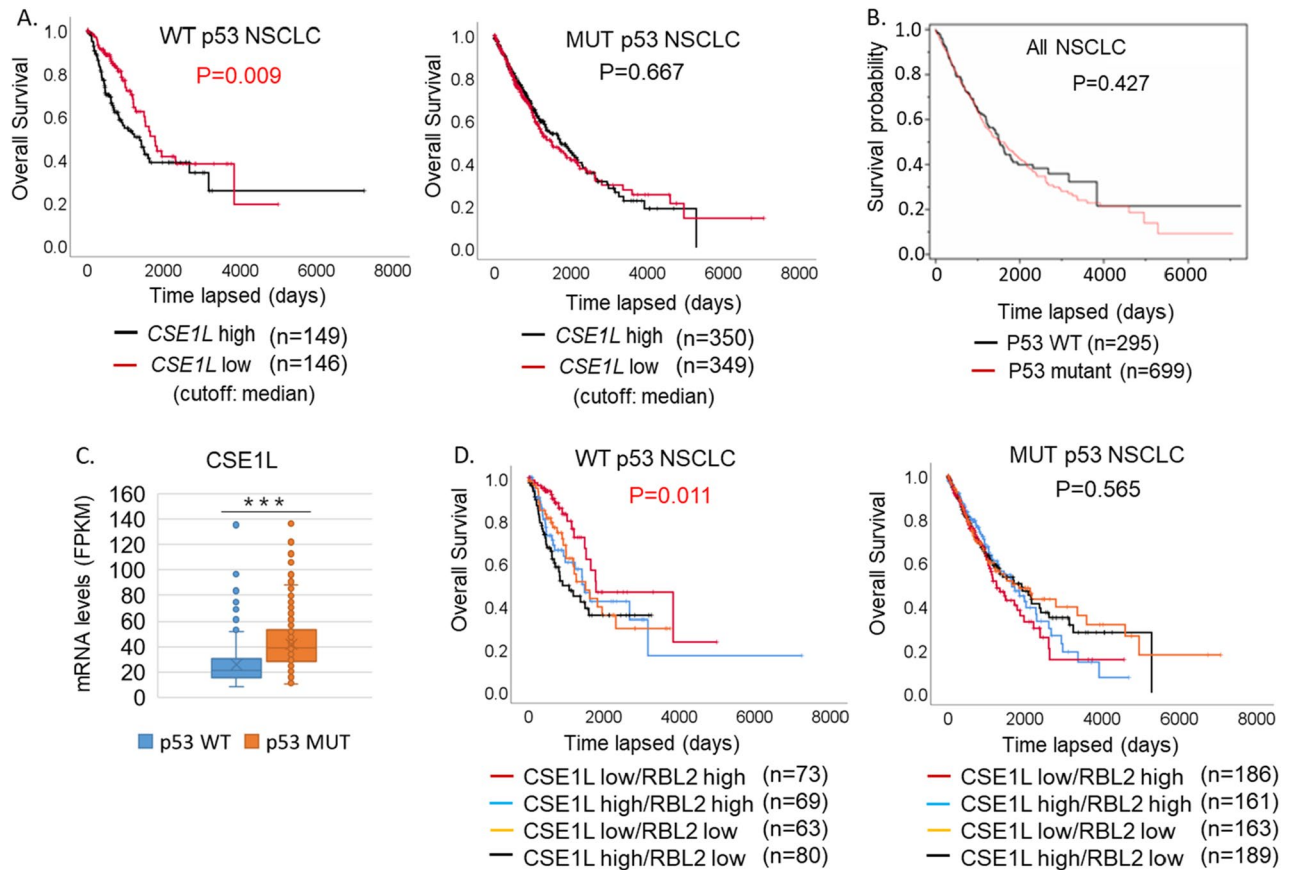 A.
WT p53 NSCLC
P=0.009
Overall Survival
1.0
0.8
0.6
0.4
0.2
0.0
0 2000 4000 6000 8000
Time lapsed (days)
CSE1L high (n=149)
CSE1L low (n=146)
(cutoff: median)
MUT p53 NSCLC
P=0.667
Overall Survival
1.0
0.8
0.6
0.4
0.2
0.0
0 2000 4000 6000 8000
Time lapsed (days)
CSE1L high (n=350)
CSE1L low (n=349)
(cutoff: median)
B.
All NSCLC
P=0.427
Survival probability
1.0
0.8
0.6
0.4
0.2
0.0
0 2000 4000 6000
Time lapsed (days)
P53 WT (n=295)
P53 mutant (n=699)
C.
CSE1L
***
mRNA levels (FPKM)
160
140
120
100
80
60
40
20
0
p53 WT p53 MUT
D.
WT p53 NSCLC
P=0.011
Overall Survival
1.0
0.8
0.6
0.4
0.2
0.0
0 2000 4000 6000 8000
Time lapsed (days)
CSE1L low/RBL2 high (n=73)
CSE1L high/RBL2 high (n=69)
CSE1L low/RBL2 low (n=63)
CSE1L high/RBL2 low (n=80)
MUT p53 NSCLC
P=0.565
Overall Survival
1.0
0.8
0.6
0.4
0.2
0.0
0 2000 4000 6000 8000
Time lapsed (days)
CSE1L low/RBL2 high (n=186)
CSE1L high/RBL2 high (n=161)
CSE1L low/RBL2 low (n=163)
CSE1L high/RBL2 low (n=189)